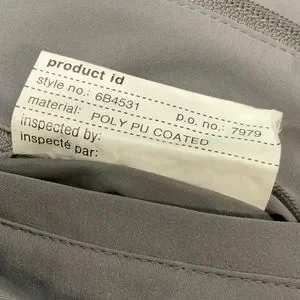 product id
style no.: 6B4531 p.o. no.: 7979
material: POLY PU COATED
inspected by:
inspecté par: